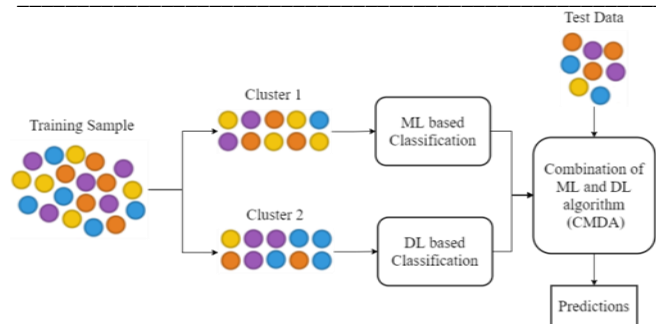 Test Data
Cluster 1
Training Sample
ML based
Classification
Combination of
ML and DL
algorithm
(CMDA)
Cluster 2
DL based
Classification
Predictions